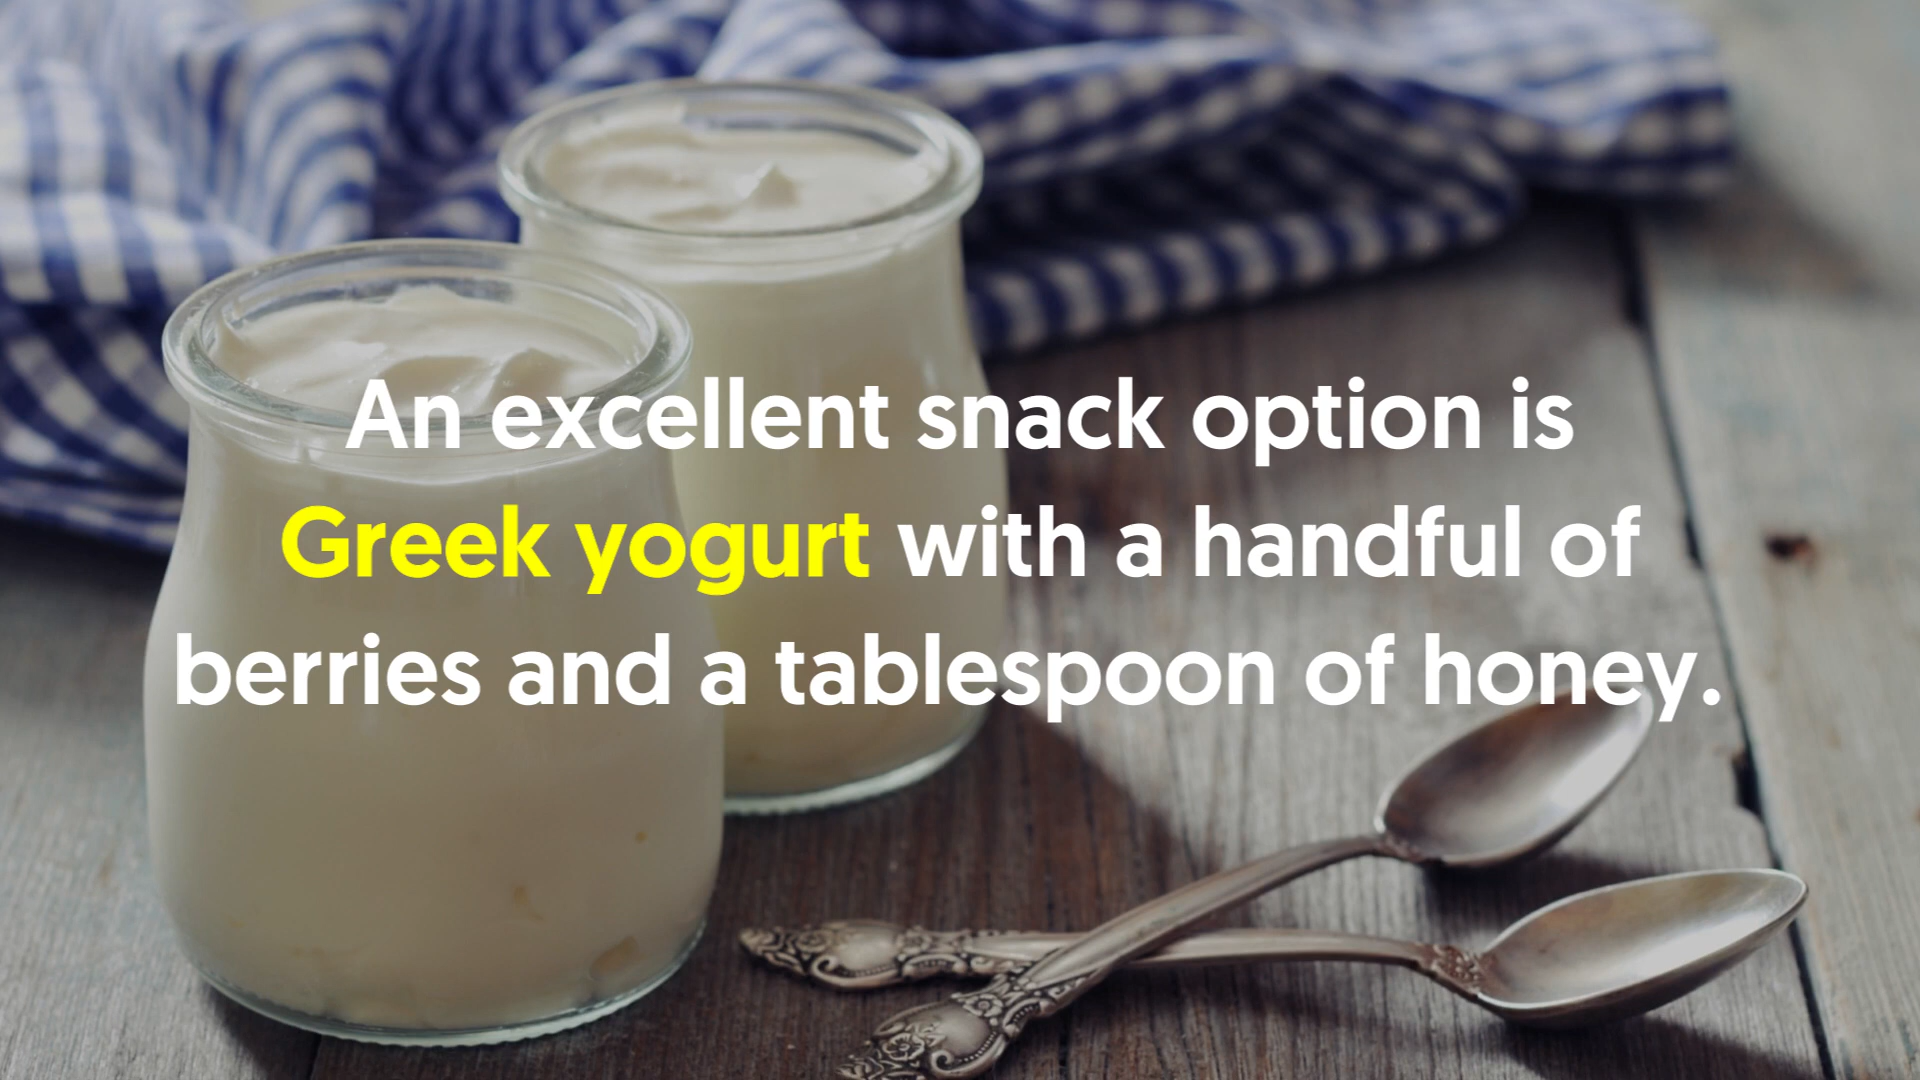 An excellent snack option is
Greek yogurt with a handful of
berries and a tablespoon of honey.